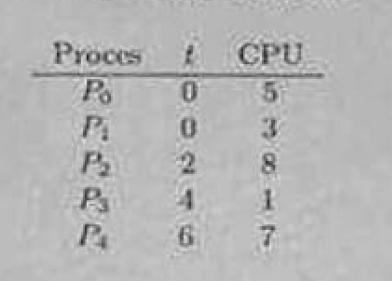 Proces t CPU
P₀ 0 5
P₁ 0 3
P₂ 2 8
P₃ 4 1
P₄ 6 7